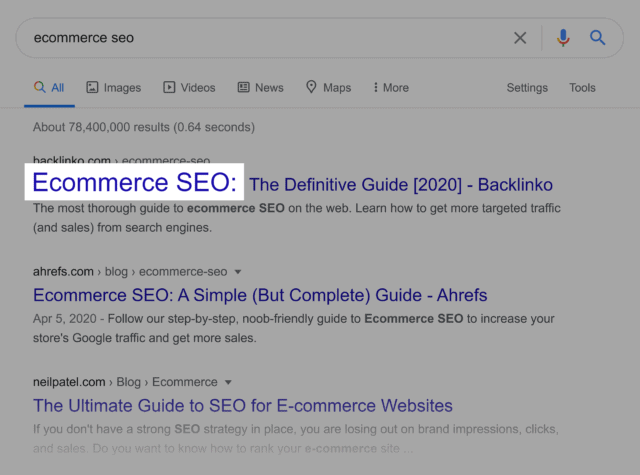 ecommerce seo
All Images Videos News Maps More Settings Tools
About 78,400,000 results (0.64 seconds)
backlinko.com › ecommerce-seo
Ecommerce SEO: The Definitive Guide [2020] - Backlinko
The most thorough guide to ecommerce SEO on the web. Learn how to get more targeted traffic
(and sales) from search engines.
ahrefs.com › blog › ecommerce-seo
Ecommerce SEO: A Simple (But Complete) Guide - Ahrefs
Apr 5, 2020 - Follow our step-by-step, noob-friendly guide to Ecommerce SEO to increase your
store's Google traffic and get more sales.
neilpatel.com › Blog › Ecommerce
The Ultimate Guide to SEO for E-commerce Websites
If you don't have a strong SEO strategy in place, you are losing out on brand impressions, clicks,
and sales. Do you want to know how to rank your e-commerce site ...